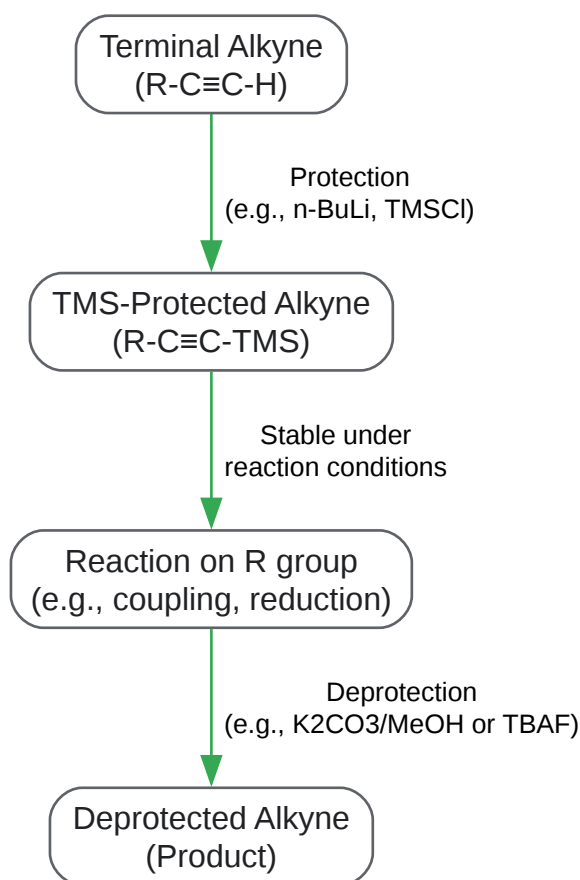 Terminal Alkyne
(R-C≡C-H)
Protection
(e.g., n-BuLi, TMSCl)
TMS-Protected Alkyne
(R-C≡C-TMS)
Stable under
reaction conditions
Reaction on R group
(e.g., coupling, reduction)
Deprotection
(e.g., K2CO3/MeOH or TBAF)
Deprotected Alkyne
(Product)